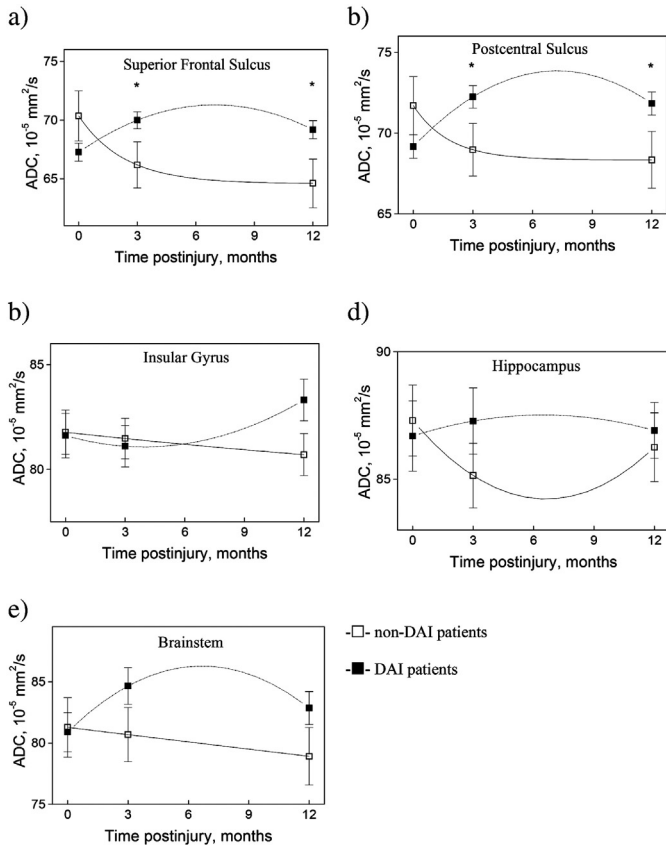 a)
Superior Frontal Sulcus
* *
75
70
65
ADC, 10⁻⁵ mm²/s
0 3 6 9 12
Time postinjury, months
b)
Postcentral Sulcus
* *
75
70
65
ADC, 10⁻⁵ mm²/s
0 3 6 9 12
Time postinjury, months
b)
Insular Gyrus
85
80
ADC, 10⁻⁵ mm²/s
0 3 6 9 12
Time postinjury, months
d)
Hippocampus
90
85
ADC, 10⁻⁵ mm²/s
0 3 6 9 12
Time postinjury, months
e)
Brainstem
85
80
75
ADC, 10⁻⁵ mm²/s
0 3 6 9 12
Time postinjury, months
-□- non-DAI patients
-■- DAI patients